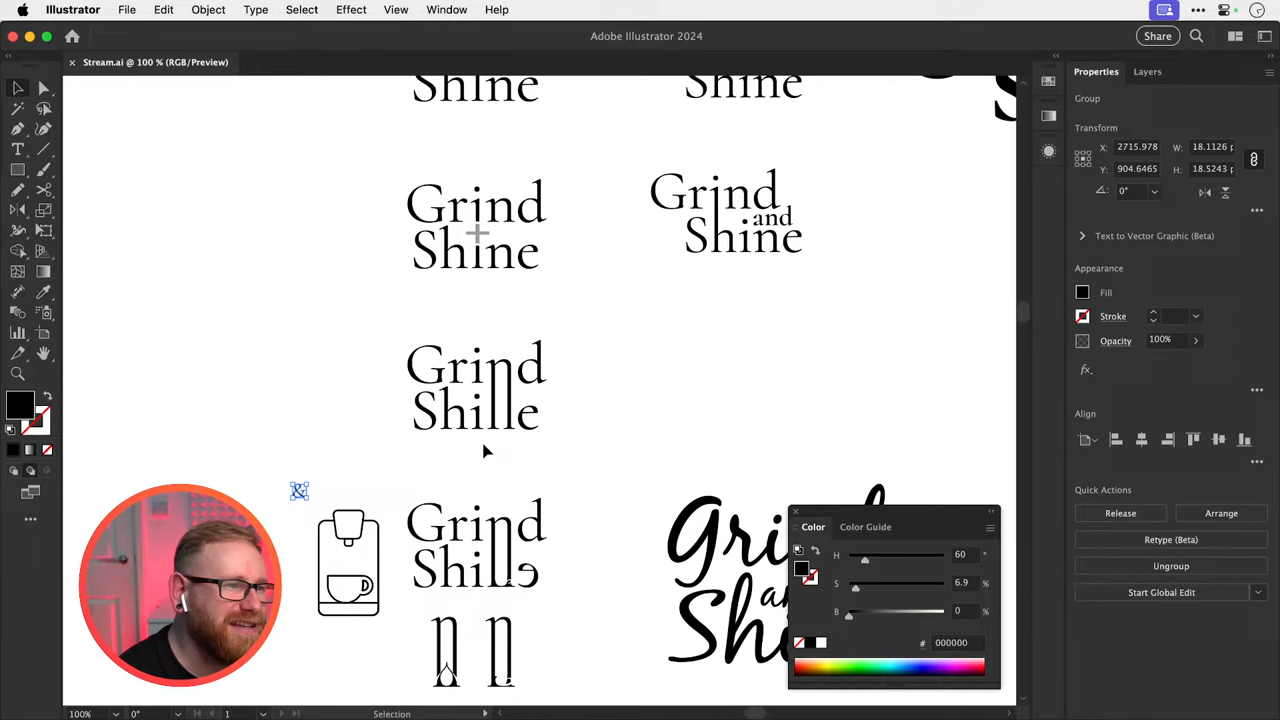 Illustrator File Edit Object Type Select Effect View Window Help
Adobe Illustrator 2024
Share
Stream.ai @ 100 % (RGB/Preview)
Properties Layers
Group
Transform
X: 2715.978 W: 18.1126 p
Y: 904.6465 H: 18.5243 p
0°
Text to Vector Graphic (Beta)
Appearance
Fill
Stroke
Opacity 100%
fx.
Align
Quick Actions
Release Arrange
Retype (Beta)
Ungroup
Start Global Edit
Shine
Shine
Grind
Shine
Grind
and
Shine
Grind
Shille
&
Grind
Color Color Guide
H 60 °
S 6.9 %
B 0 %
# 000000
100% 0° 1 Selection